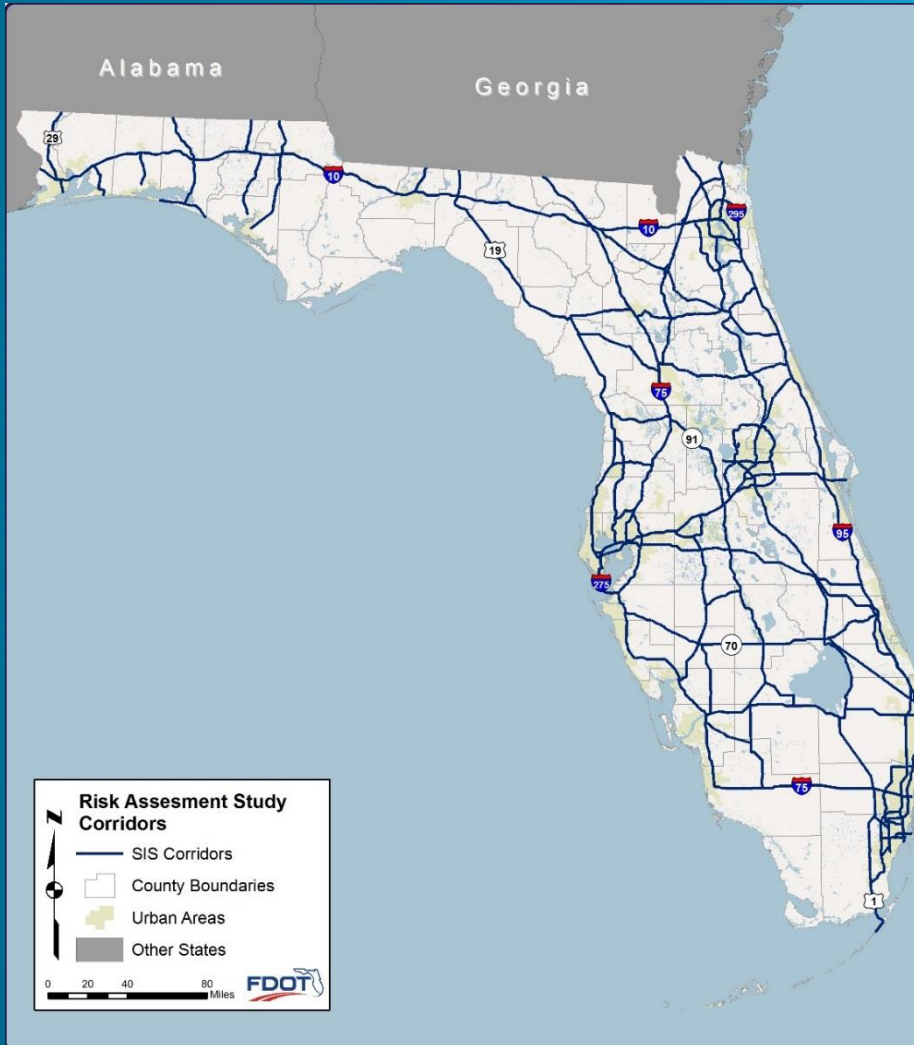 Alabama
Georgia
29
10
10
295
19
75
91
95
275
70
75
1
Risk Assesment Study
Corridors
N
SIS Corridors
County Boundaries
Urban Areas
Other States
0 20 40 80
Miles
FDOT